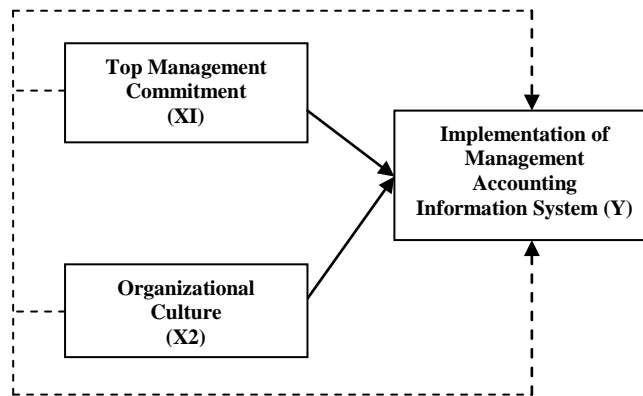 Top Management
Commitment
(XI)
Implementation of
Management
Accounting
Information System (Y)
Organizational
Culture
(X2)